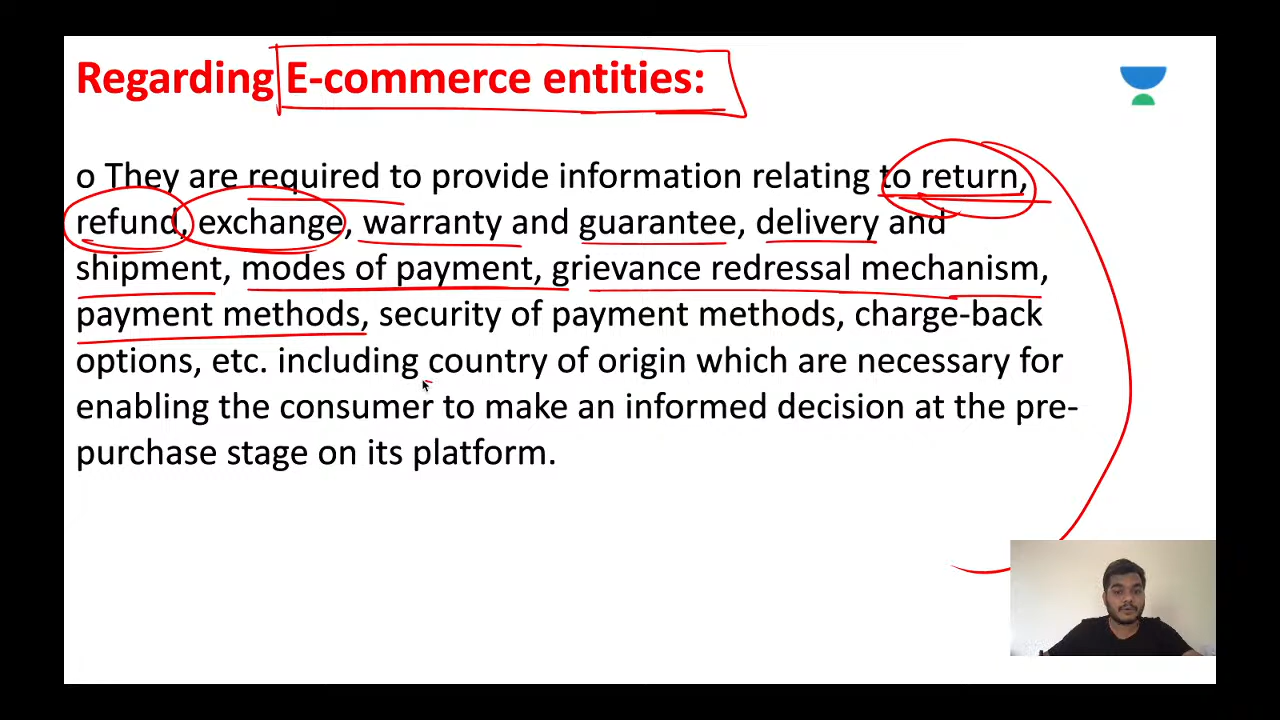 Regarding E-commerce entities:
o They are required to provide information relating to return,
refund, exchange, warranty and guarantee, delivery and
shipment, modes of payment, grievance redressal mechanism,
payment methods, security of payment methods, charge-back
options, etc. including country of origin which are necessary for
enabling the consumer to make an informed decision at the pre-
purchase stage on its platform.